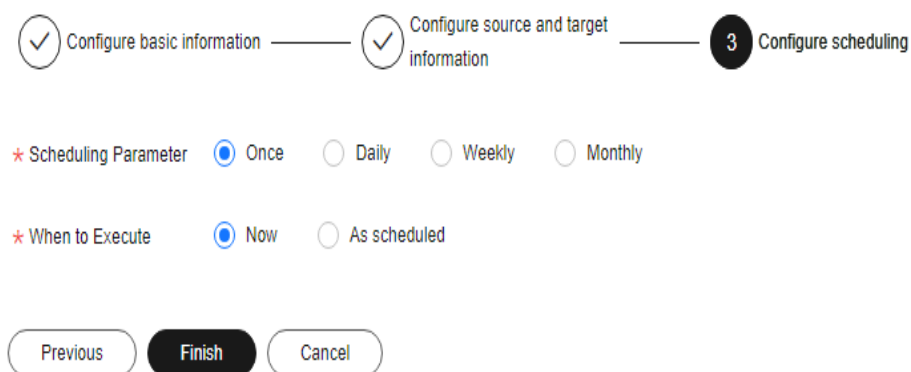 Configure basic information
Configure source and target
information
3 Configure scheduling
* Scheduling Parameter Once Daily Weekly Monthly
* When to Execute Now As scheduled
Previous Finish Cancel